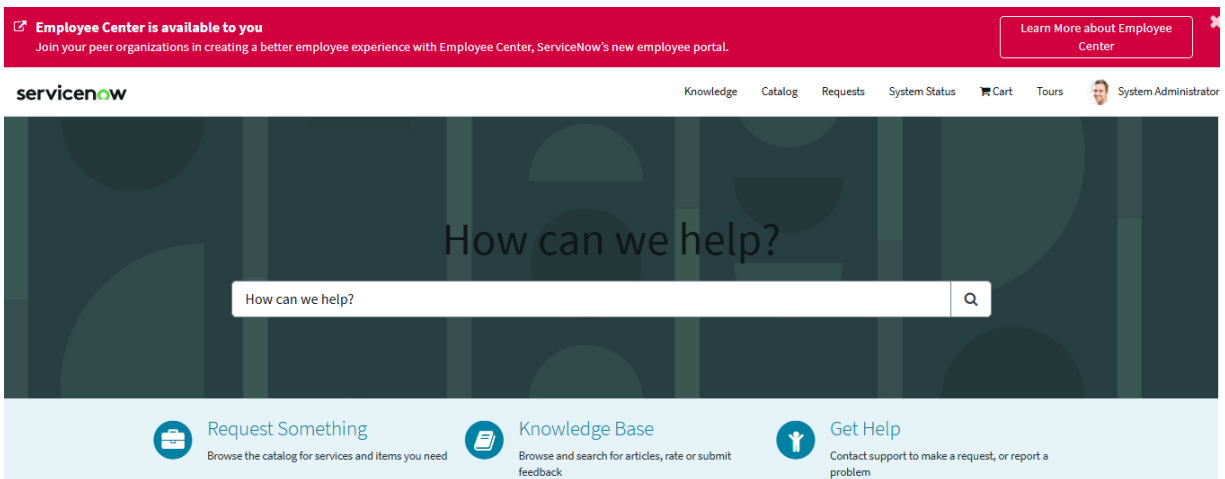 Employee Center is available to you
Join your peer organizations in creating a better employee experience with Employee Center, ServiceNow's new employee portal.
Learn More about Employee
Center
servicenow
Knowledge
Catalog
Requests
System Status
Cart
Tours
System Administrator
How can we help?
How can we help?
Request Something
Browse the catalog for services and items you need
Knowledge Base
Browse and search for articles, rate or submit
feedback
Get Help
Contact support to make a request, or report a
problem